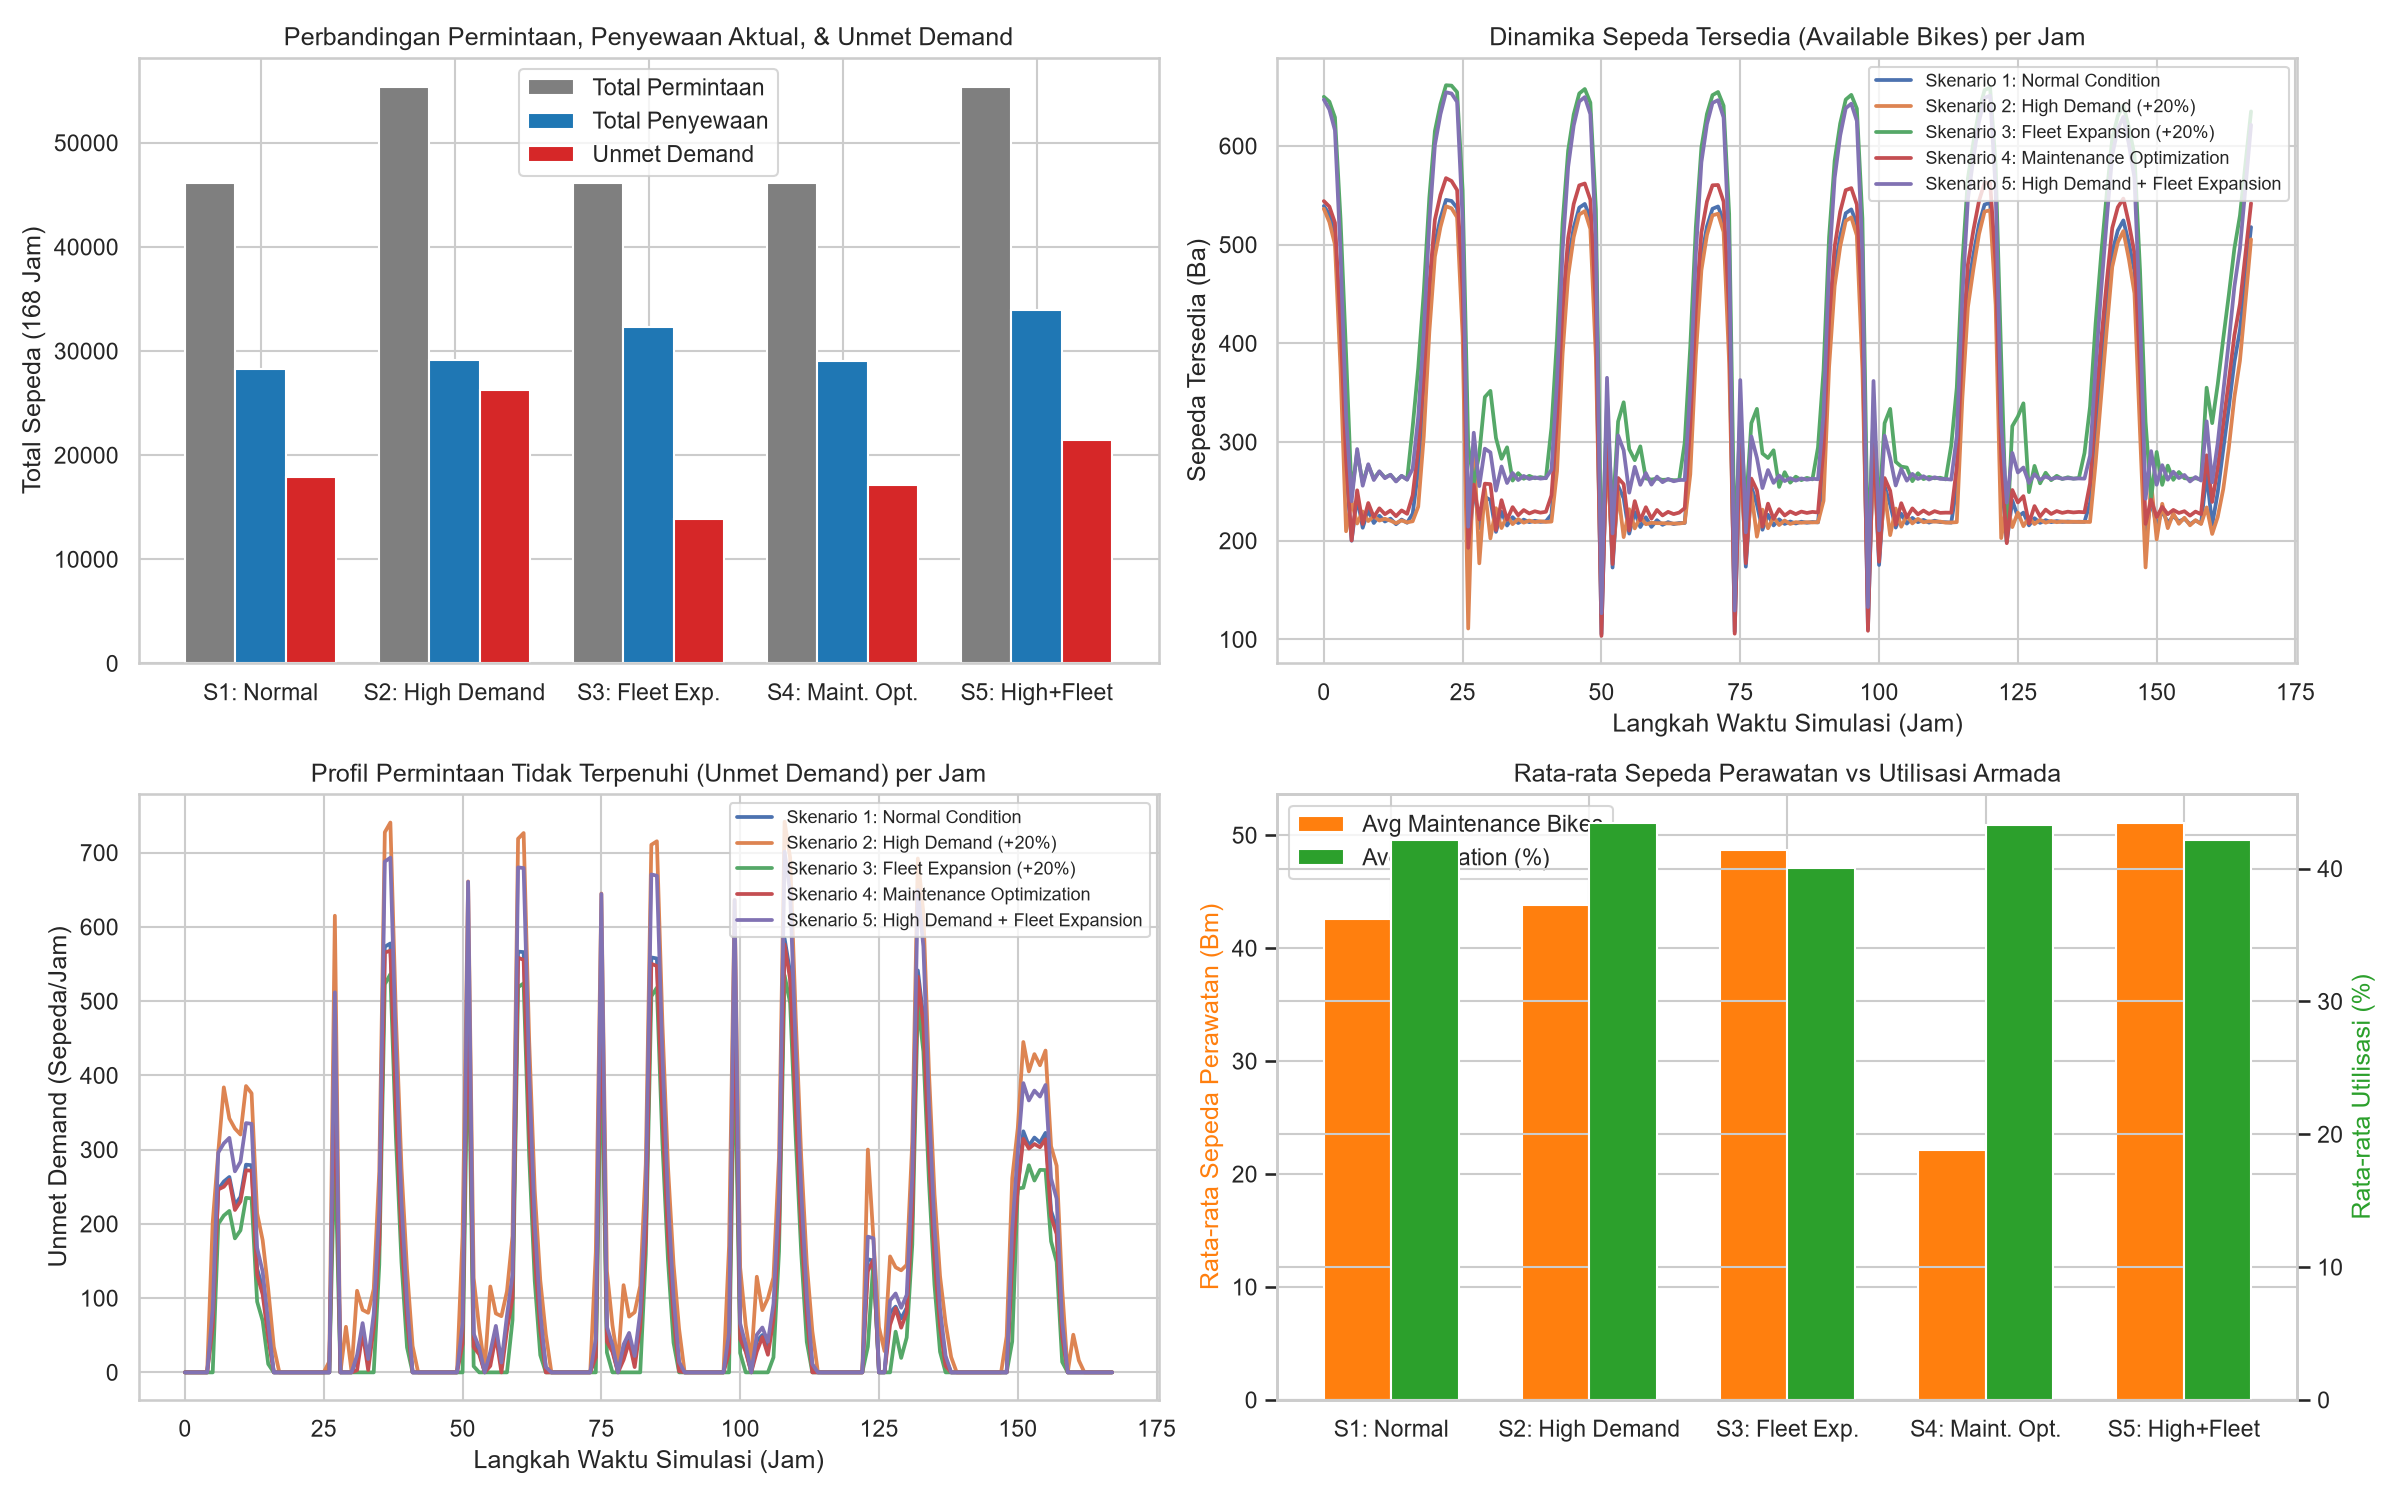 Perbandingan Permintaan, Penyewaan Aktual, & Unmet Demand
Total Permintaan
Total Penyewaan
Unmet Demand
Total Sepeda (168 Jam)
50000
40000
30000
20000
10000
0
S1: Normal
S2: High Demand
S3: Fleet Exp.
S4: Maint. Opt.
S5: High+Fleet
Dinamika Sepeda Tersedia (Available Bikes) per Jam
Skenario 1: Normal Condition
Skenario 2: High Demand (+20%)
Skenario 3: Fleet Expansion (+20%)
Skenario 4: Maintenance Optimization
Skenario 5: High Demand + Fleet Expansion
Sepeda Tersedia (Ba)
600
500
400
300
200
100
0
25
50
75
100
125
150
175
Langkah Waktu Simulasi (Jam)
Profil Permintaan Tidak Terpenuhi (Unmet Demand) per Jam
Skenario 1: Normal Condition
Skenario 2: High Demand (+20%)
Skenario 3: Fleet Expansion (+20%)
Skenario 4: Maintenance Optimization
Skenario 5: High Demand + Fleet Expansion
Unmet Demand (Sepeda/Jam)
700
600
500
400
300
200
100
0
0
25
50
75
100
125
150
175
Langkah Waktu Simulasi (Jam)
Rata-rata Sepeda Perawatan vs Utilisasi Armada
Avg Maintenance Bikes
(%)
Rata-rata Sepeda Perawatan (Bm)
50
40
30
20
10
0
40
30
20
10
0
Rata-rata Utilisasi (%)
S1: Normal
S2: High Demand
S3: Fleet Exp.
S4: Maint. Opt.
S5: High+Fleet